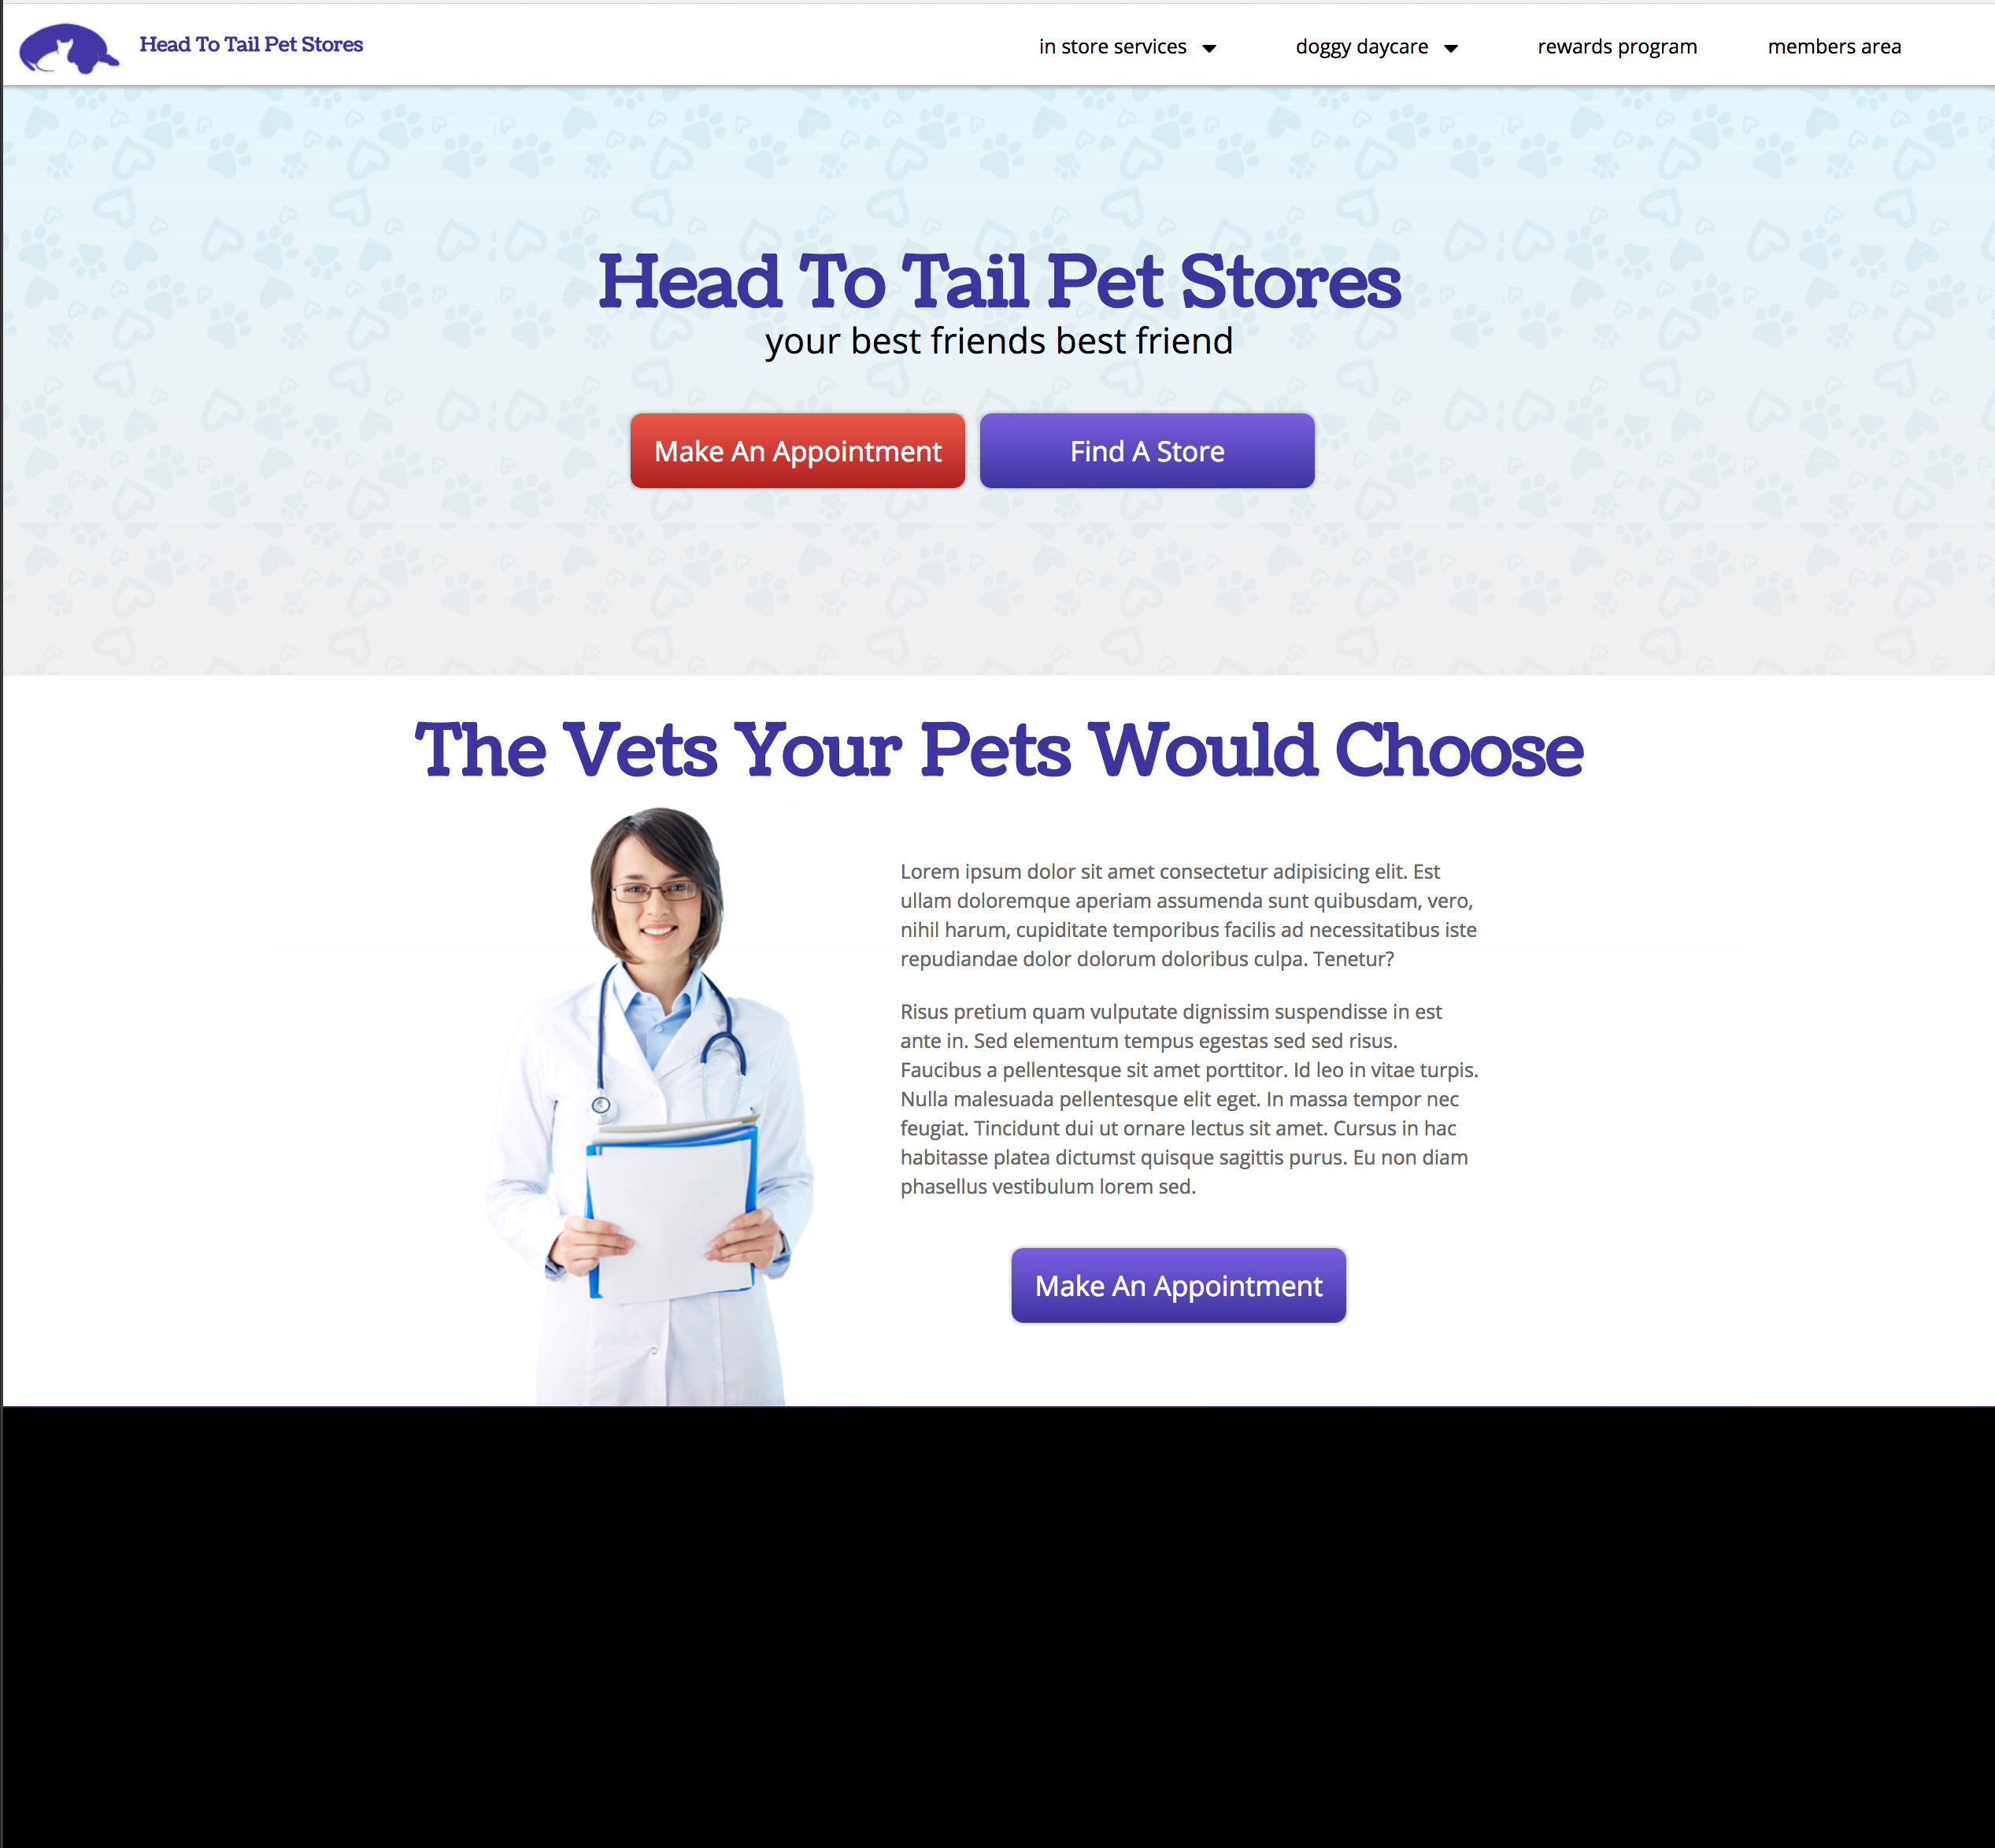 Head To Tail Pet Stores
in store services
doggy daycare
rewards program
members area
Head To Tail Pet Stores
your best friends best friend
Make An Appointment
Find A Store
The Vets Your Pets Would Choose
Lorem ipsum dolor sit amet consectetur adipisicing elit. Est
ullam doloremque aperiam assumenda sunt quibusdam, vero,
nihil harum, cupiditate temporibus facilis ad necessitatibus iste
repudiandae dolor dolorum doloribus culpa. Tenetur?
Risus pretium quam vulputate dignissim suspendisse in est
ante in. Sed elementum tempus egestas sed sed risus.
Faucibus a pellentesque sit amet porttitor. Id leo in vitae turpis.
Nulla malesuada pellentesque elit eget. In massa tempor nec
feugiat. Tincidunt dui ut ornare lectus sit amet. Cursus in hac
habitasse platea dictumst quisque sagittis purus. Eu non diam
phasellus vestibulum lorem sed.
Make An Appointment